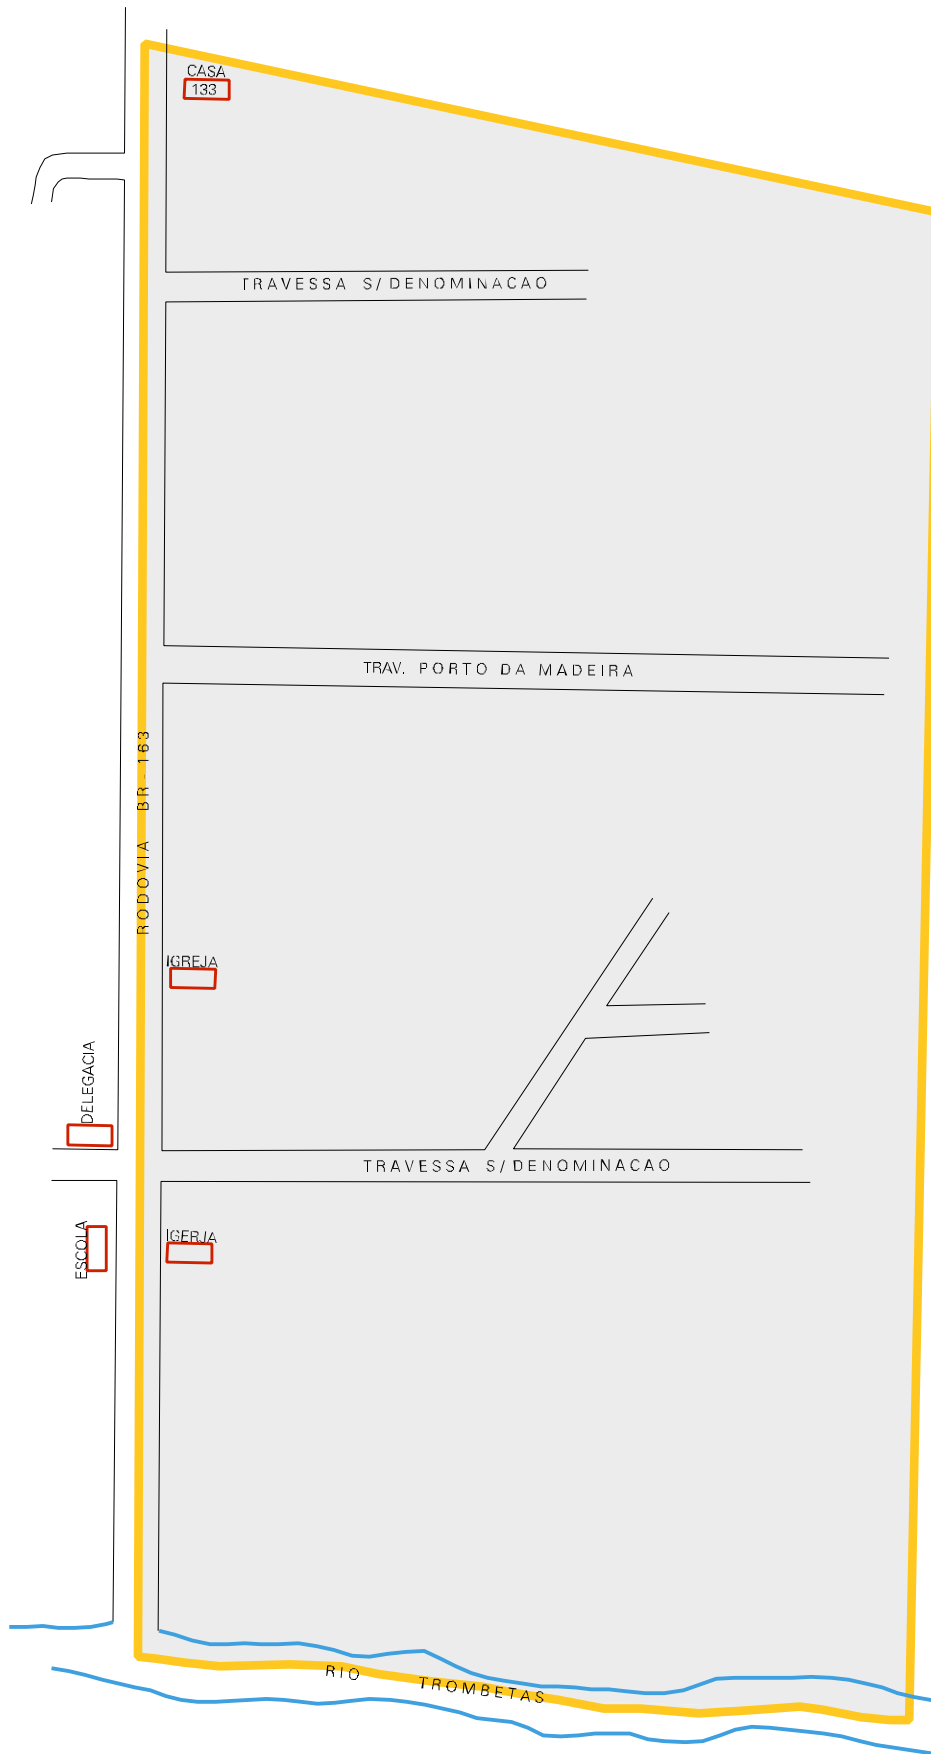 CASA
133
TRAVESSA S/DENOMINACAO
TRAV. PORTO DA MADEIRA
RODOVIA BR-163
IGREJA
DELEGACIA
TRAVESSA S/DENOMINACAO
ESCOLA
IGERJA
RIO TROMBETAS